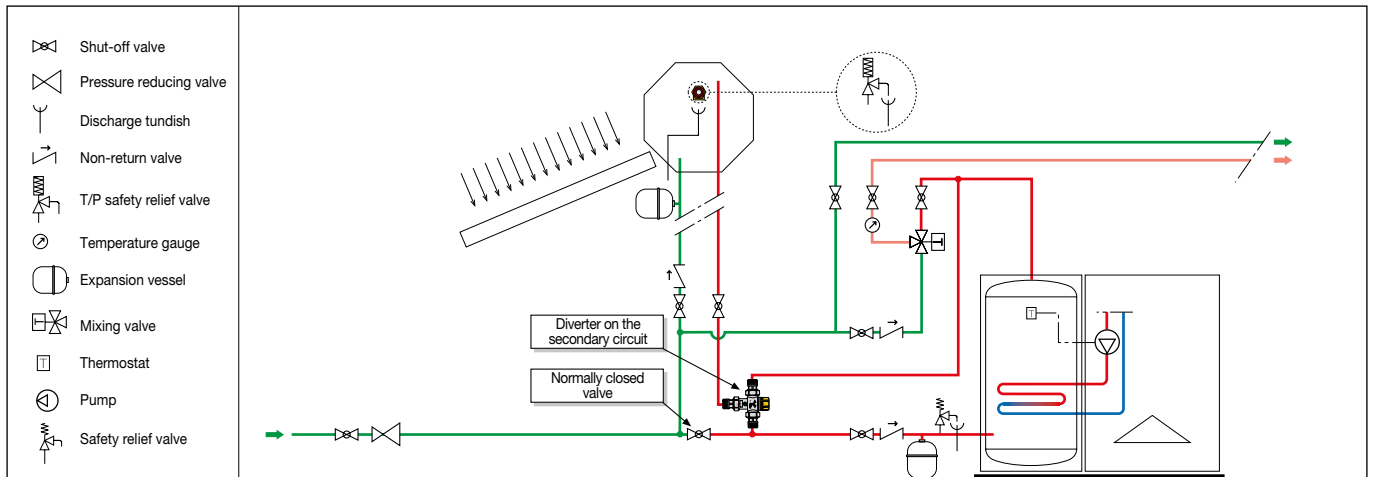 Shut-off valve
Pressure reducing valve
Discharge tundish
Non-return valve
T/P safety relief valve
Temperature gauge
Expansion vessel
Mixing valve
T
Thermostat
Pump
Safety relief valve
T
T
Diverter on the
secondary circuit
Normally closed
valve